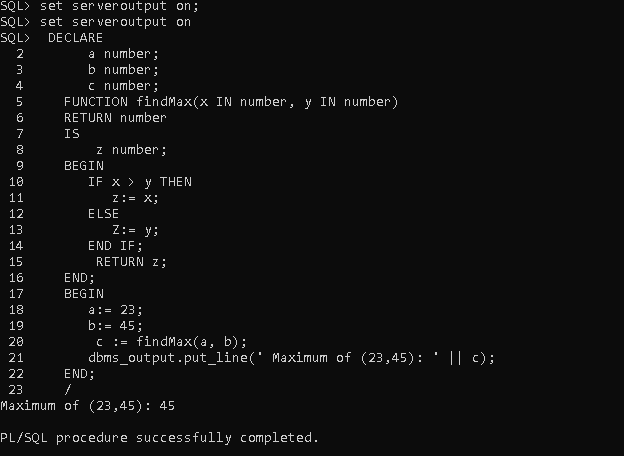 SQL> set serveroutput on;
SQL> set serveroutput on
SQL>  DECLARE
  2        a number;
  3        b number;
  4        c number;
  5     FUNCTION findMax(x IN number, y IN number)
  6     RETURN number
  7     IS
  8         z number;
  9     BEGIN
 10        IF x > y THEN
 11           z:= x;
 12        ELSE
 13           Z:= y;
 14        END IF;
 15         RETURN z;
 16     END;
 17     BEGIN
 18        a:= 23;
 19        b:= 45;
 20         c := findMax(a, b);
 21        dbms_output.put_line(' Maximum of (23,45): ' || c);
 22     END;
 23     /
Maximum of (23,45): 45

PL/SQL procedure successfully completed.